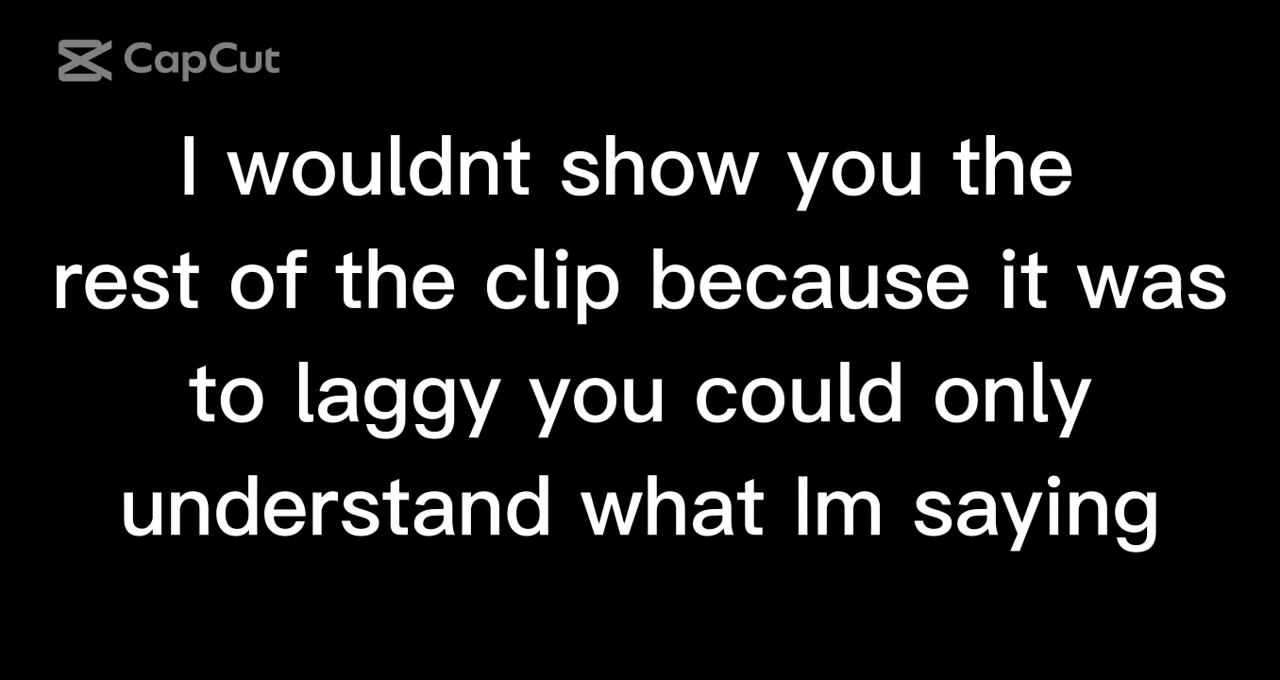 CapCut
I wouldnt show you the
rest of the clip because it was
to laggy you could only
understand what Im saying